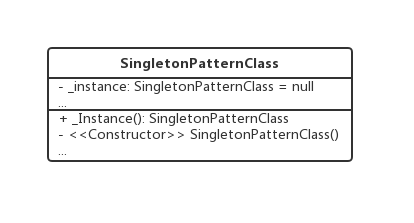 SingletonPatternClass
- _instance: SingletonPatternClass = null
...
+ _Instance(): SingletonPatternClass
- <<Constructor>> SingletonPatternClass()
...